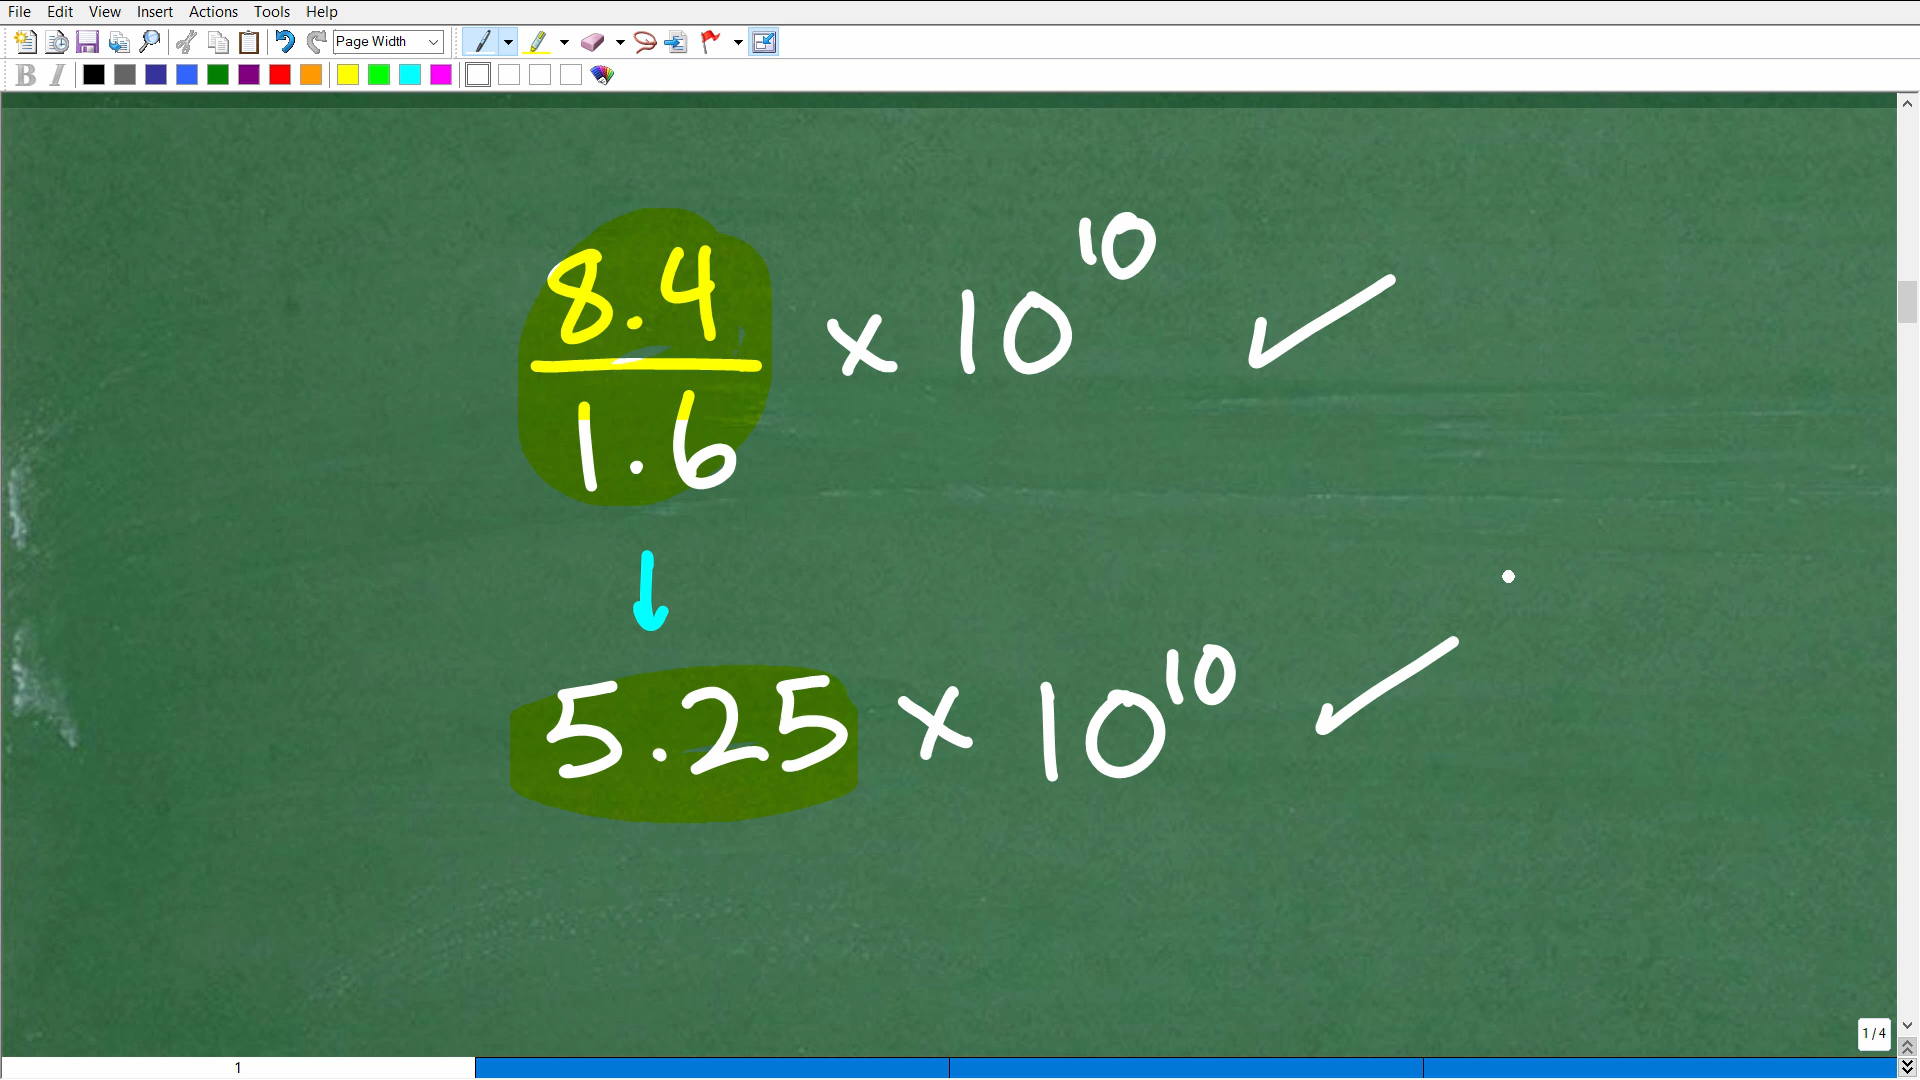 File Edit View Insert Actions Tools Help
Page Width
B I
8.4
1.6
x 10^10 ✓
5.25 x 10^10 ✓
1 / 4
1